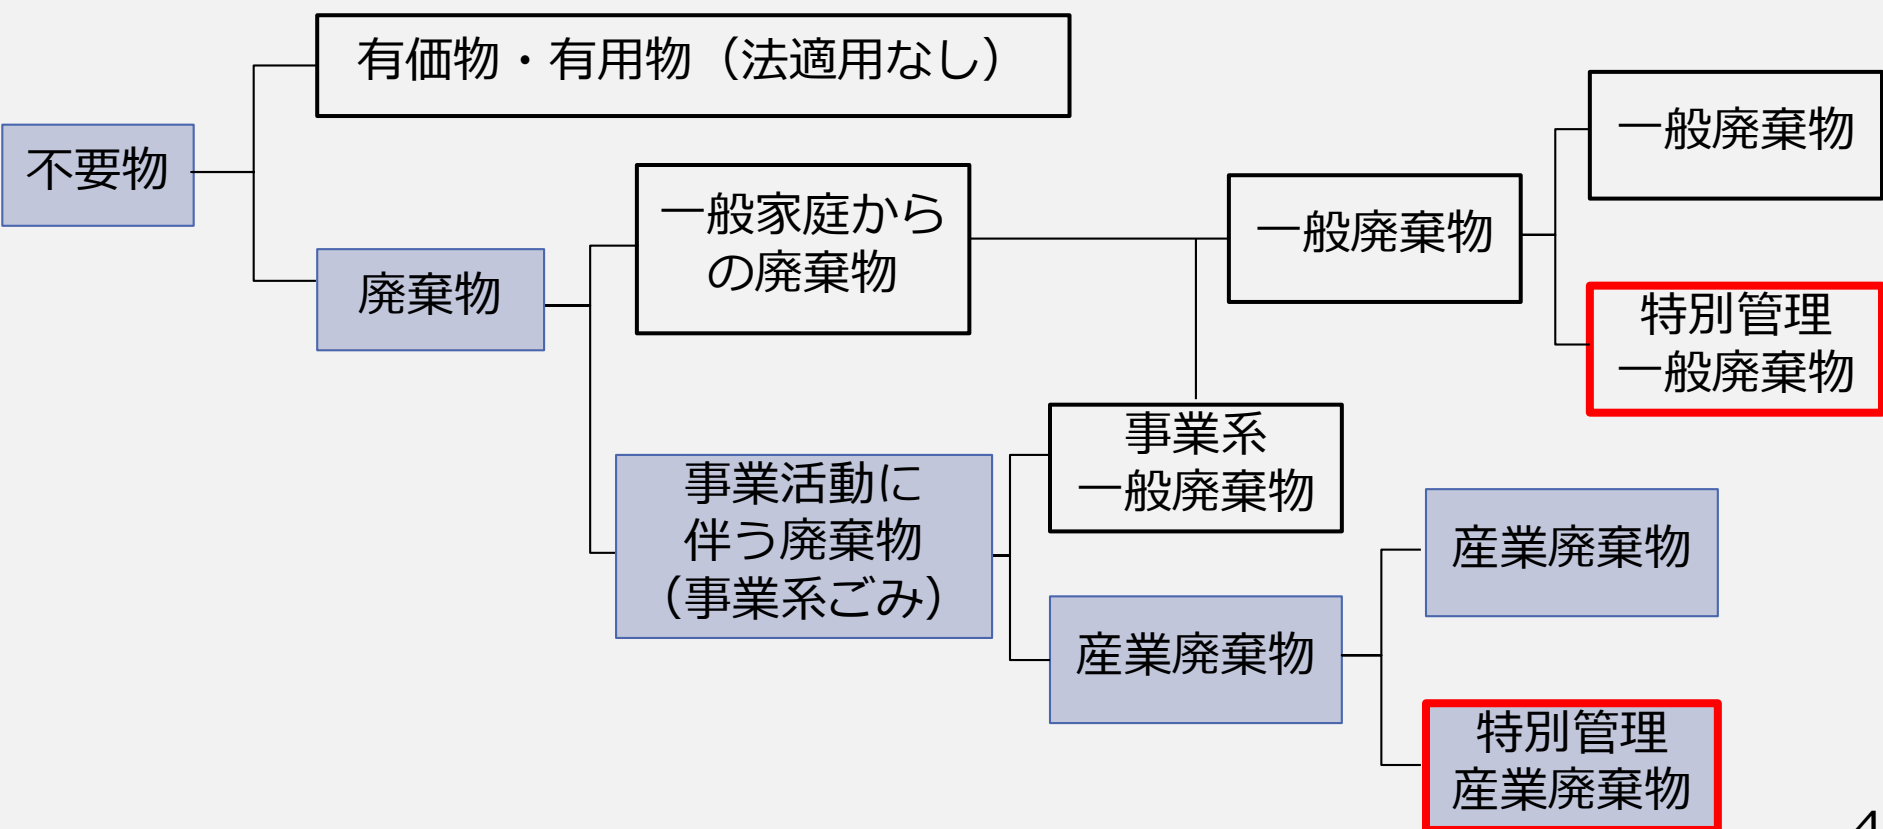 有価物・有用物（法適用なし）
不要物
廃棄物
一般家庭から
の廃棄物
事業活動に
伴う廃棄物
（事業系ごみ）
事業系
一般廃棄物
産業廃棄物
一般廃棄物
一般廃棄物
特別管理
一般廃棄物
産業廃棄物
特別管理
産業廃棄物